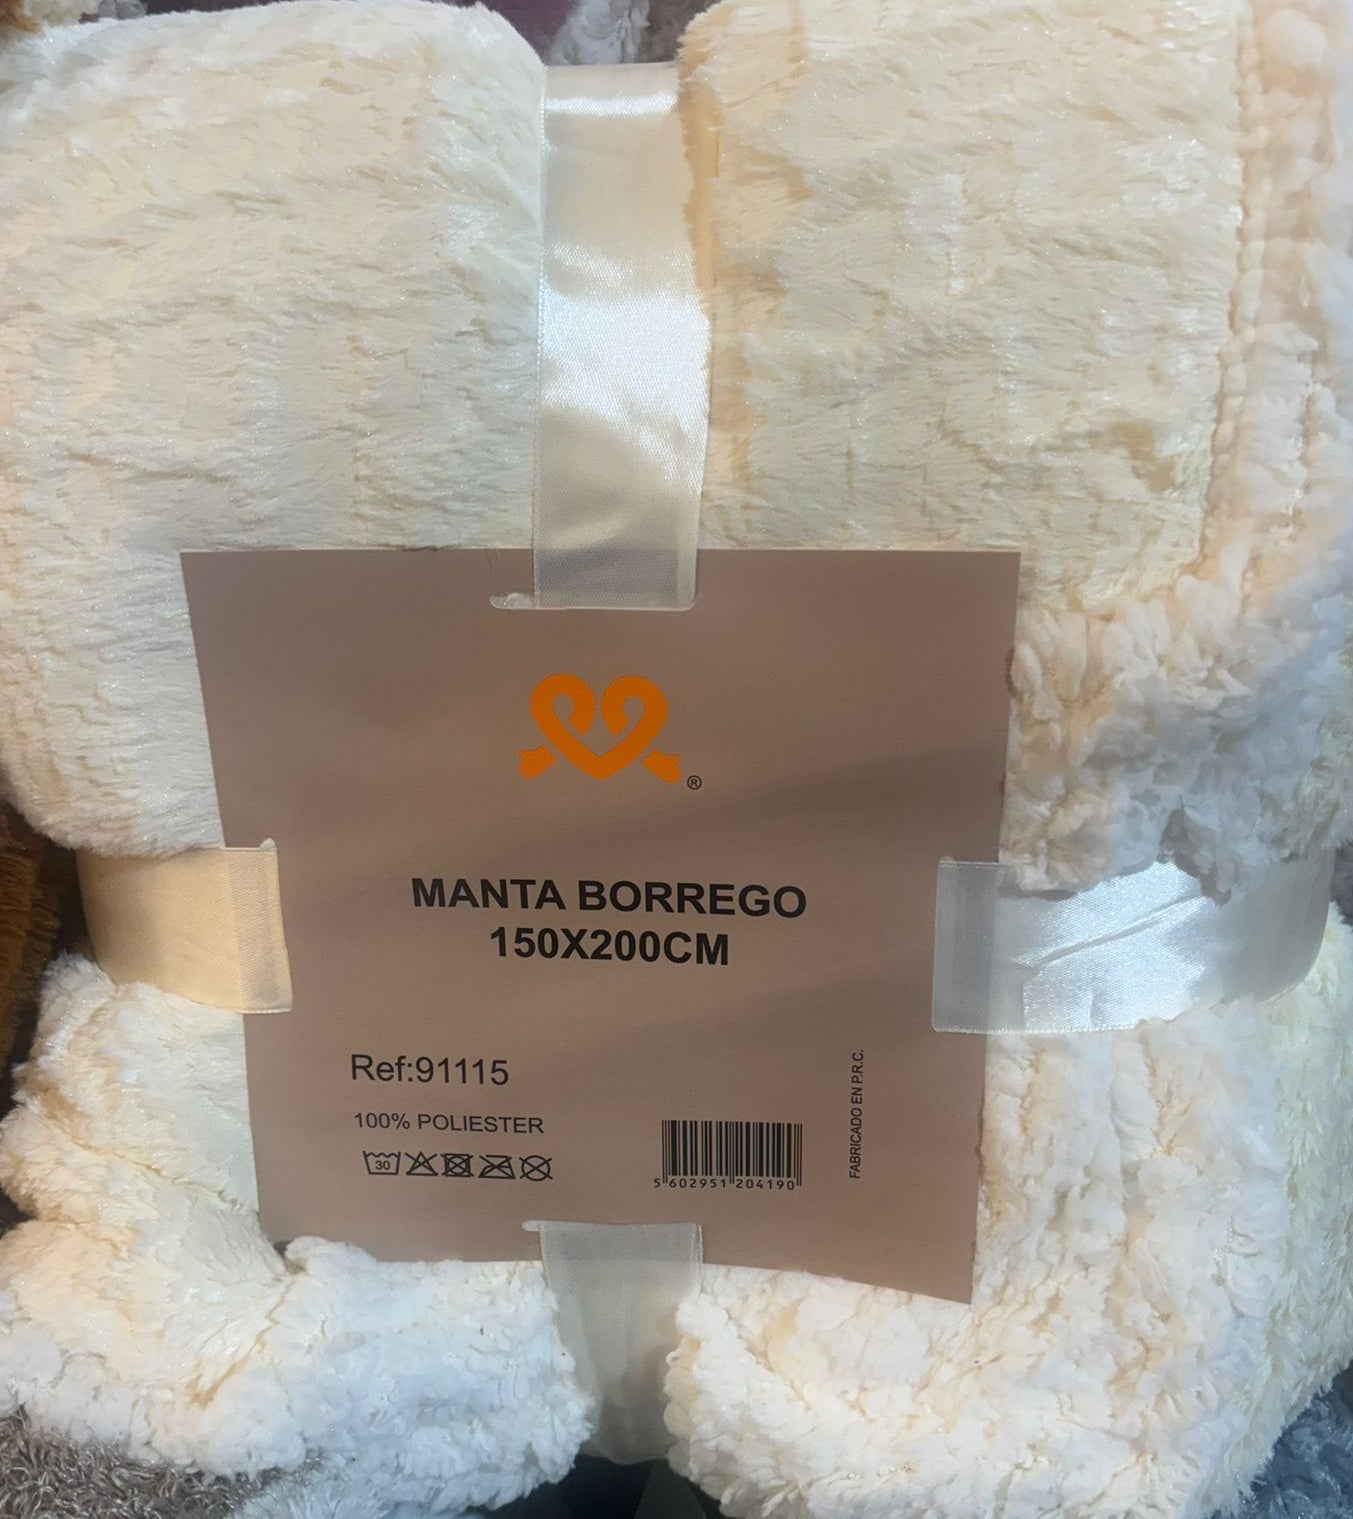 ®
MANTA BORREGO
150X200CM
Ref:91115
100% POLIESTER
30
5 602951 204190
FABRICADO EN P.R.C.